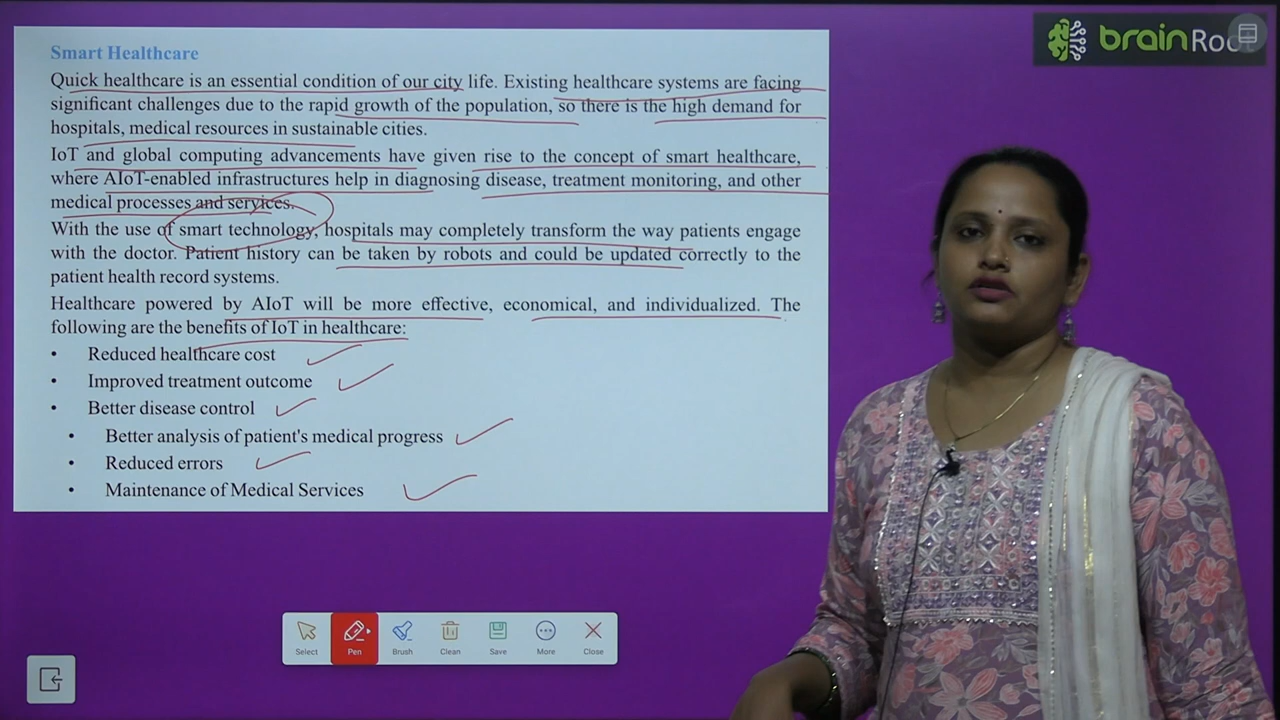 brainRoot
Smart Healthcare
Quick healthcare is an essential condition of our city life. Existing healthcare systems are facing
significant challenges due to the rapid growth of the population, so there is the high demand for
hospitals, medical resources in sustainable cities.
IoT and global computing advancements have given rise to the concept of smart healthcare,
where AIoT-enabled infrastructures help in diagnosing disease, treatment monitoring, and other
medical processes and services.
With the use of smart technology, hospitals may completely transform the way patients engage
with the doctor. Patient history can be taken by robots and could be updated correctly to the
patient health record systems.
Healthcare powered by AIoT will be more effective, economical, and individualized. The
following are the benefits of IoT in healthcare:
• Reduced healthcare cost
• Improved treatment outcome
• Better disease control
• Better analysis of patient's medical progress
• Reduced errors
• Maintenance of Medical Services
Select Pen Brush Clean Save More Close